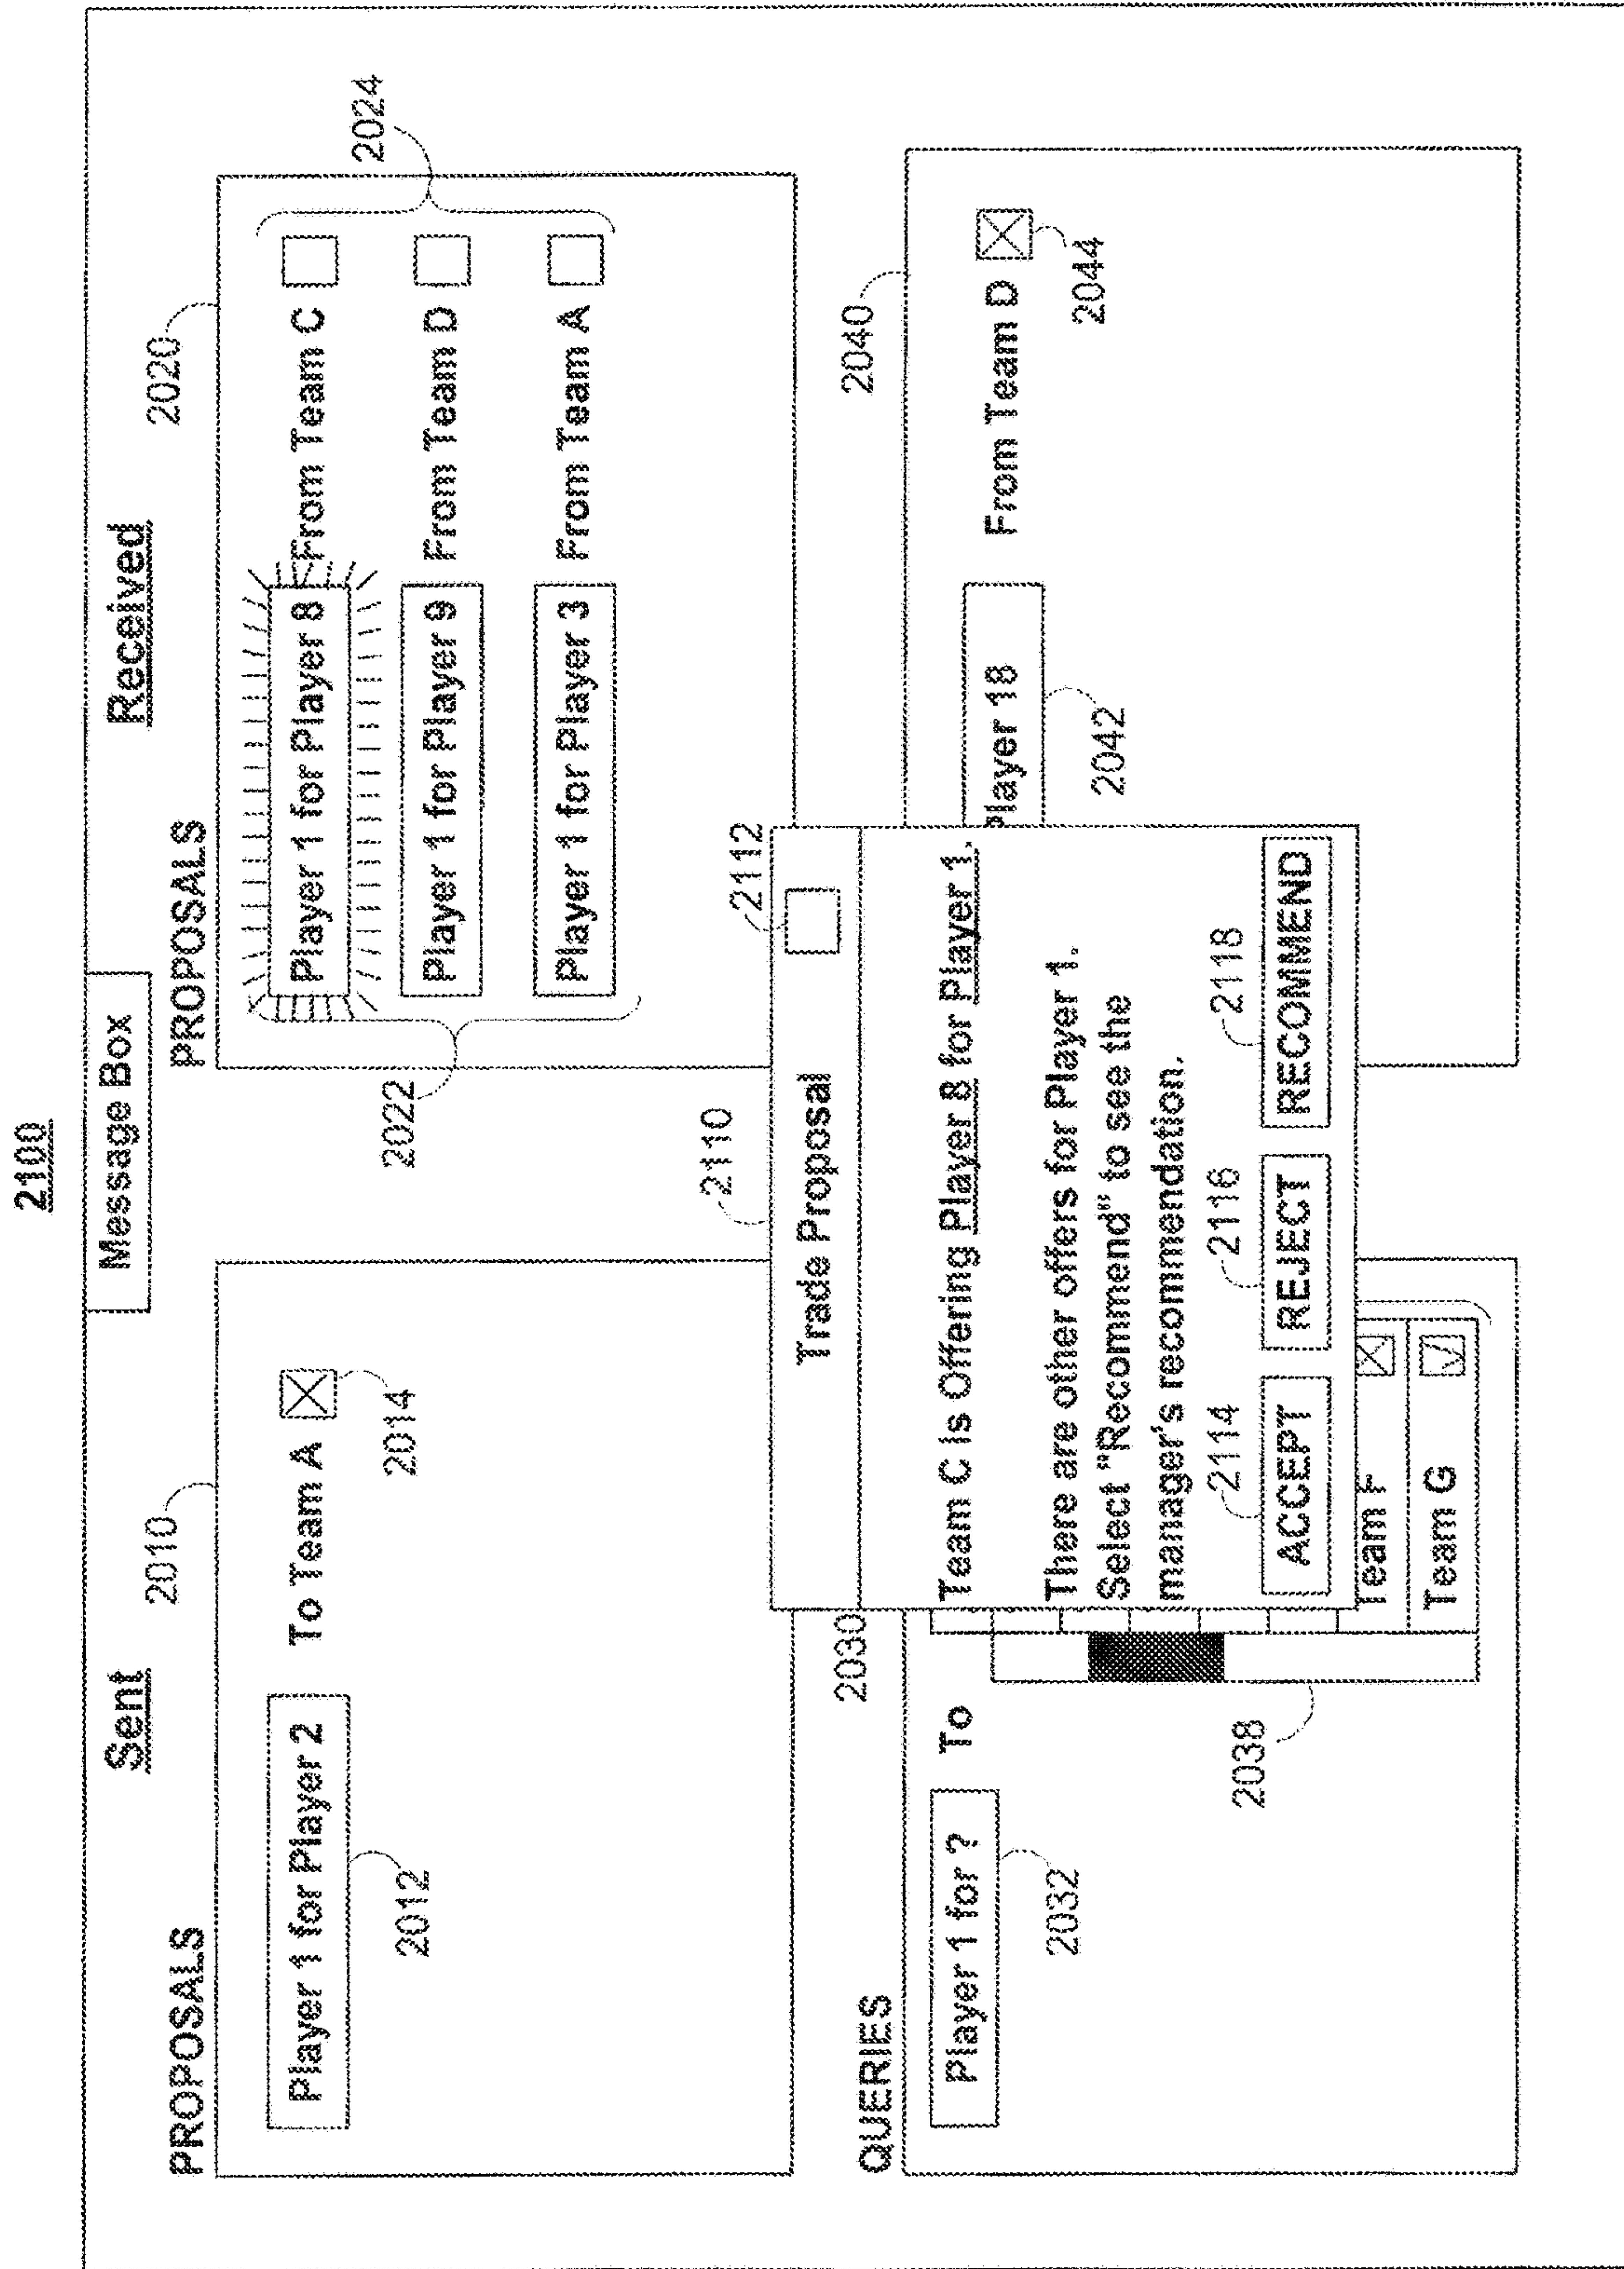 2100
Message Box
Sent
Received
PROPOSALS
2010
Player 1 for Player 2
To Team A
2012
2014
PROPOSALS
2020
Player 1 for Player 8
From Team C
Player 1 for Player 9
From Team D
Player 1 for Player 3
From Team A
2022
2024
2110
2112
Trade Proposal
Team C is Offering Player 8 for Player 1.
There are other offers for Player 1.
Select "Recommend" to see the
manager's recommendation.
2114
2116
2118
ACCEPT
REJECT
RECOMMEND
QUERIES
2030
Player 1 for ?
To
2032
2038
Team F
Team G
2040
Player 18
From Team D
2042
2044